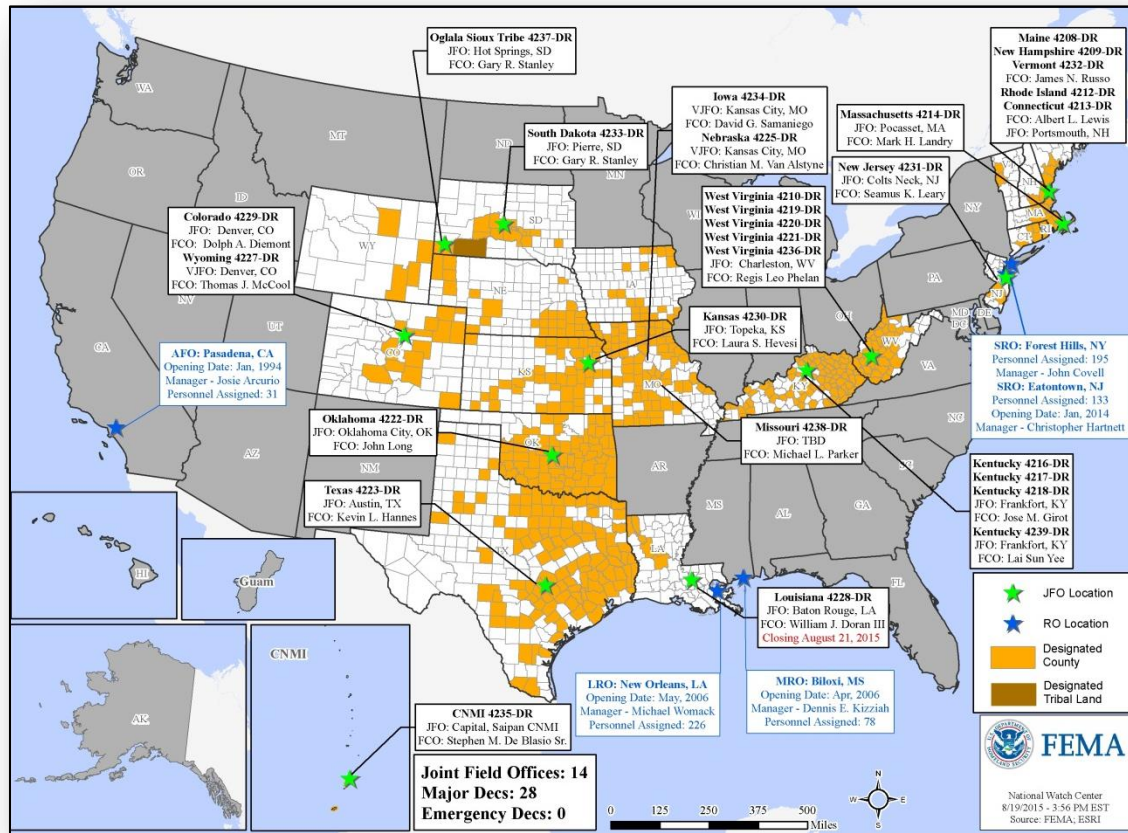 Oglala Sioux Tribe 4237-DR
JFO: Hot Springs, SD
FCO: Gary R. Stanley
South Dakota 4233-DR
JFO: Pierre, SD
FCO: Gary R. Stanley
Iowa 4234-DR
VJFO: Kansas City, MO
FCO: David G. Samaniego
Nebraska 4225-DR
VJFO: Kansas City, MO
FCO: Christian M. Van Alstyne
Maine 4208-DR
New Hampshire 4209-DR
Vermont 4232-DR
FCO: James N. Russo
Rhode Island 4212-DR
Connecticut 4213-DR
FCO: Albert L. Lewis
JFO: Portsmouth, NH
Massachusetts 4214-DR
JFO: Pocasset, MA
FCO: Mark H. Landry
New Jersey 4231-DR
JFO: Colts Neck, NJ
FCO: Seamus K. Leary
West Virginia 4210-DR
West Virginia 4219-DR
West Virginia 4220-DR
West Virginia 4221-DR
West Virginia 4236-DR
JFO: Charleston, WV
FCO: Regis Leo Phelan
Colorado 4229-DR
JFO: Denver, CO
FCO: Dolph A. Diemont
Wyoming 4227-DR
VJFO: Denver, CO
FCO: Thomas J. McCool
Kansas 4230-DR
JFO: Topeka, KS
FCO: Laura S. Hevesi
AFO: Pasadena, CA
Opening Date: Jan, 1994
Manager - Josie Arcurio
Personnel Assigned: 31
SRO: Forest Hills, NY
Personnel Assigned: 195
Manager - John Covell
SRO: Eatontown, NJ
Personnel Assigned: 133
Opening Date: Jan, 2014
Manager - Christopher Hartnett
Oklahoma 4222-DR
JFO: Oklahoma City, OK
FCO: John Long
Missouri 4238-DR
JFO: TBD
FCO: Michael L. Parker
Texas 4223-DR
JFO: Austin, TX
FCO: Kevin L. Hannes
Kentucky 4216-DR
Kentucky 4217-DR
Kentucky 4218-DR
JFO: Frankfort, KY
FCO: Jose M. Girot
Kentucky 4239-DR
JFO: Frankfort, KY
FCO: Lai Sun Yee
Louisiana 4228-DR
JFO: Baton Rouge, LA
FCO: William J. Doran III
Closing August 21, 2015
LRO: New Orleans, LA
Opening Date: May, 2006
Manager - Michael Womack
Personnel Assigned: 226
MRO: Biloxi, MS
Opening Date: Apr, 2006
Manager - Dennis E. Kizziah
Personnel Assigned: 78
CNMI 4235-DR
JFO: Capital, Saipan CNMI
FCO: Stephen M. De Blasio Sr.
WA
OR
CA
NV
ID
MT
WY
UT
AZ
CO
NM
ND
SD
NE
KS
OK
TX
MN
IA
MO
AR
LA
WI
MS
AL
GA
FL
SC
NC
VA
WV
KY
OH
PA
NY
NJ
MD
DE
DC
CT
RI
MA
NH
VT
HI
Guam
AK
CNMI
Joint Field Offices: 14
Major Decs: 28
Emergency Decs: 0
0 125 250 375 500
Miles
N
W
E
S
JFO Location
RO Location
Designated
County
Designated
Tribal Land
FEMA
National Watch Center
8/19/2015 - 3:56 PM EST
Source: FEMA; ESRI